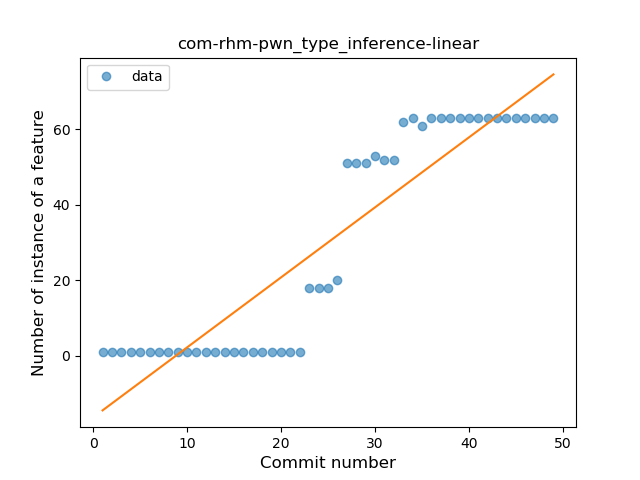 com-rhm-pwn_type_inference-linear
data
Number of instance of a feature
60
40
20
0
0 10 20 30 40 50
Commit number